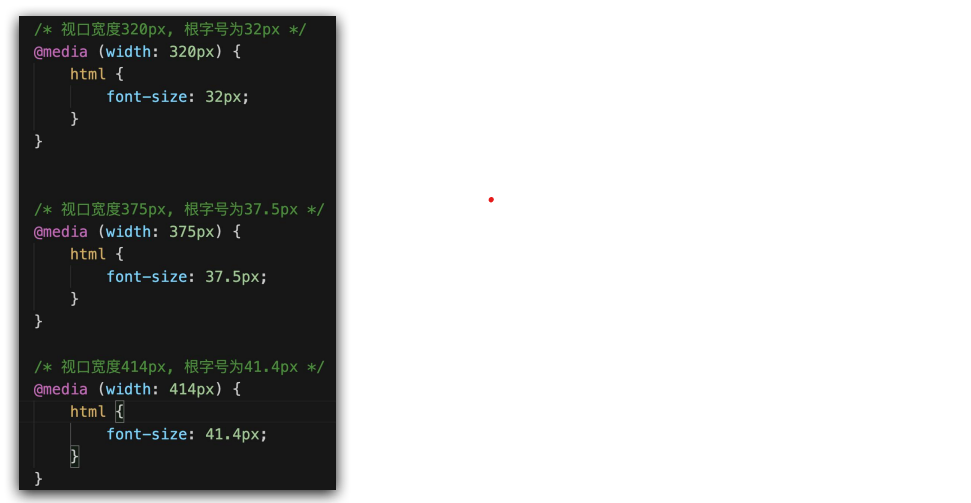 /* 视口宽度320px, 根字号为32px */
@media (width: 320px) {
html {
font-size: 32px;
}
}
/* 视口宽度375px, 根字号为37.5px */
@media (width: 375px) {
html {
font-size: 37.5px;
}
}
/* 视口宽度414px, 根字号为41.4px */
@media (width: 414px) {
html {
font-size: 41.4px;
}
}